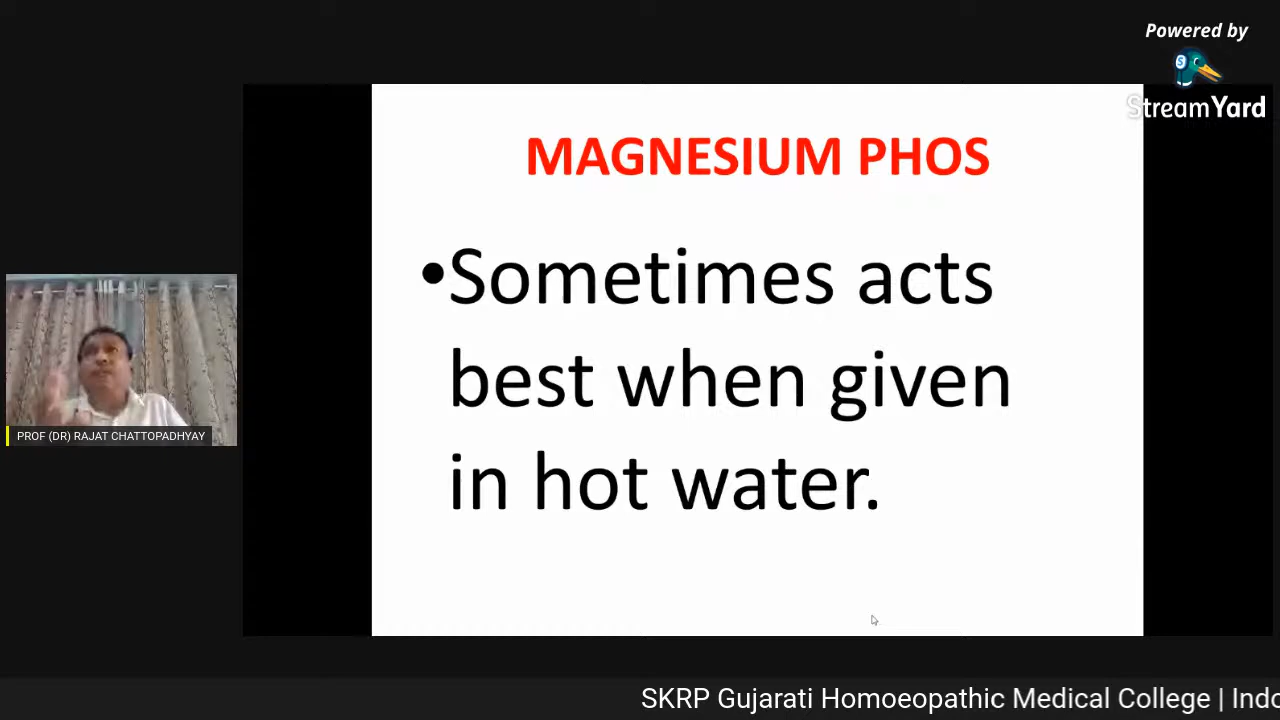 Powered by
StreamYard
MAGNESIUM PHOS
•Sometimes acts
best when given
in hot water.
PROF (DR) RAJAT CHATTOPADHYAY
SKRP Gujarati Homoeopathic Medical College | Indo